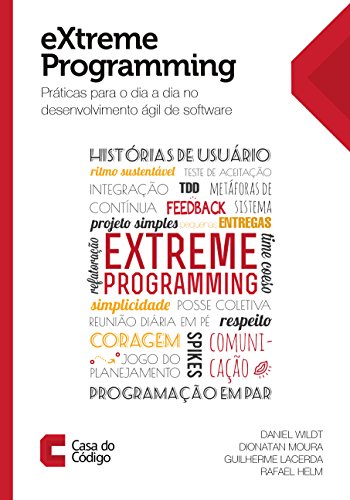 eXtreme
Programming
Práticas para o dia a dia no
desenvolvimento ágil de software
HISTÓRIAS DE USUÁRIO
ritmo sustentável TESTE DE ACEITAÇÃO
INTEGRAÇÃO TDD METÁFORAS DE
CONTÍNUA FEEDBACK SISTEMA
projeto simples pequenas ENTREGAS
refatoração
EXTREME
PROGRAMMING
time coeso
simplicidade POSSE COLETIVA
REUNIÃO DIÁRIA EM PÉ respeito
CORAGEM
JOGO DO
PLANEJAMENTO
SPIKES
COMUNI-
CAÇÃO
PROGRAMAÇÃO EM PAR
DANIEL WILDT
DIONATAN MOURA
GUILHERME LACERDA
RAFAEL HELM
Casa do
Código